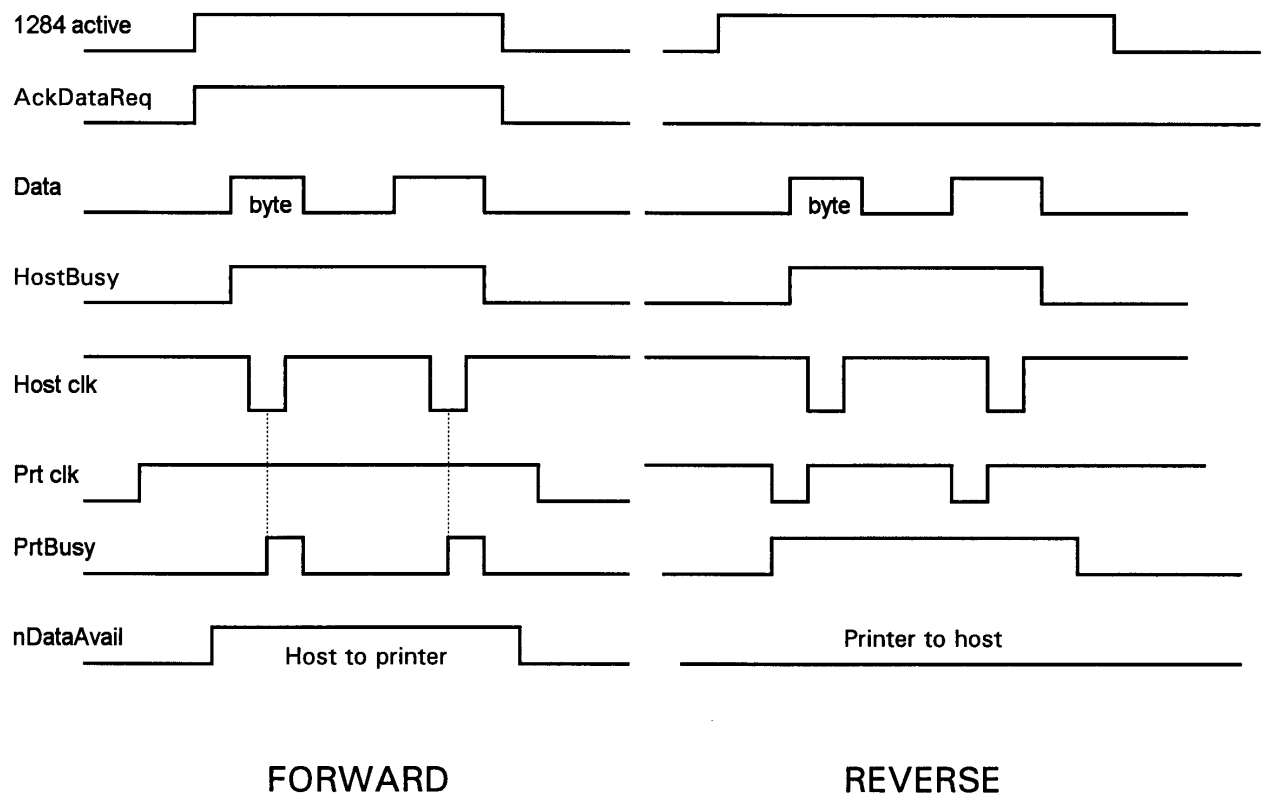 1284 active
AckDataReq
Data
byte
byte
HostBusy
Host clk
Prt clk
PrtBusy
nDataAvail
Host to printer
Printer to host
FORWARD
REVERSE